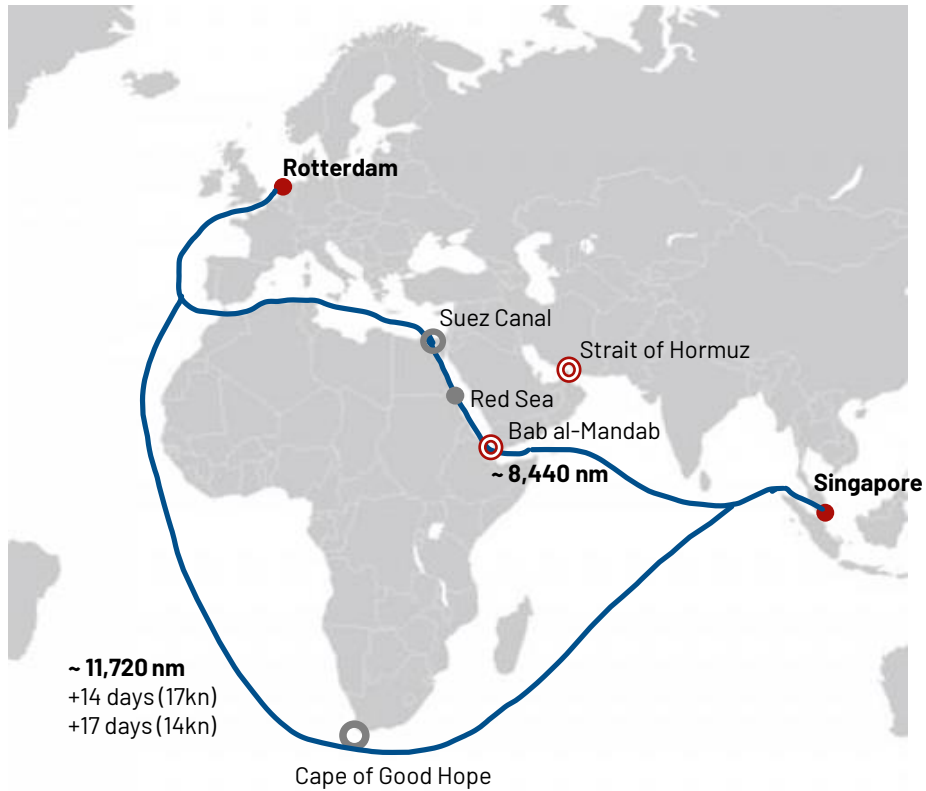 Rotterdam
Suez Canal
Strait of Hormuz
Red Sea
Bab al-Mandab
~ 8,440 nm
Singapore
~ 11,720 nm
+14 days (17kn)
+17 days (14kn)
Cape of Good Hope